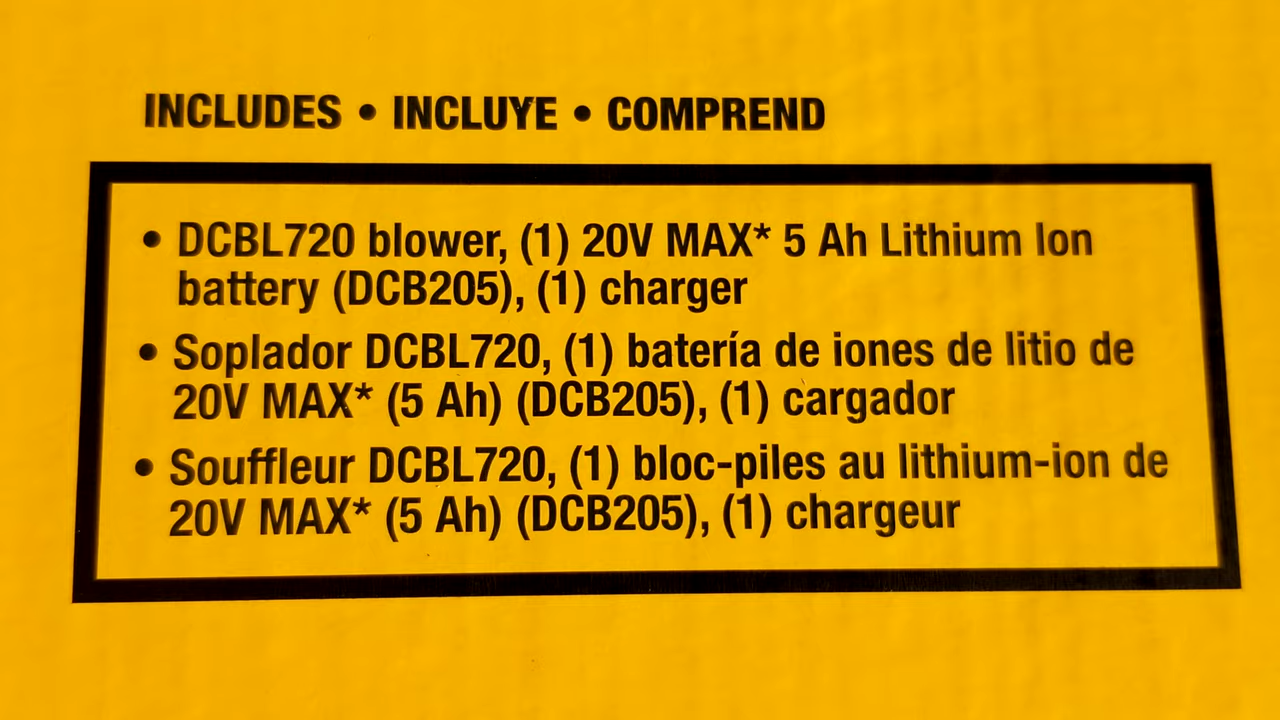 INCLUDES • INCLUYE • COMPREND
• DCBL720 blower, (1) 20V MAX* 5 Ah Lithium Ion
battery (DCB205), (1) charger
• Soplador DCBL720, (1) batería de iones de litio de
20V MAX* (5 Ah) (DCB205), (1) cargador
• Souffleur DCBL720, (1) bloc-piles au lithium-ion de
20V MAX* (5 Ah) (DCB205), (1) chargeur